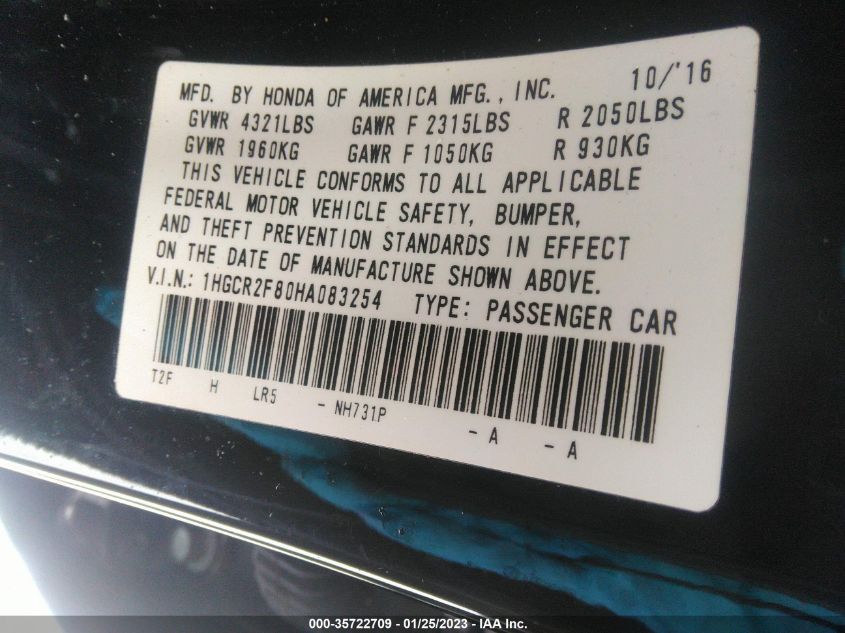 MFD. BY HONDA OF AMERICA MFG., INC. 10/'16
GVWR 4321LBS GAWR F 2315LBS R 2050LBS
GVWR 1960KG GAWR F 1050KG R 930KG
THIS VEHICLE CONFORMS TO ALL APPLICABLE
FEDERAL MOTOR VEHICLE SAFETY, BUMPER,
AND THEFT PREVENTION STANDARDS IN EFFECT
ON THE DATE OF MANUFACTURE SHOWN ABOVE.
V.I.N.: 1HGCR2F80HA083254 TYPE: PASSENGER CAR
T2F H LR5 - NH731P - A - A
000-35722709 - 01/25/2023 - IAA Inc.